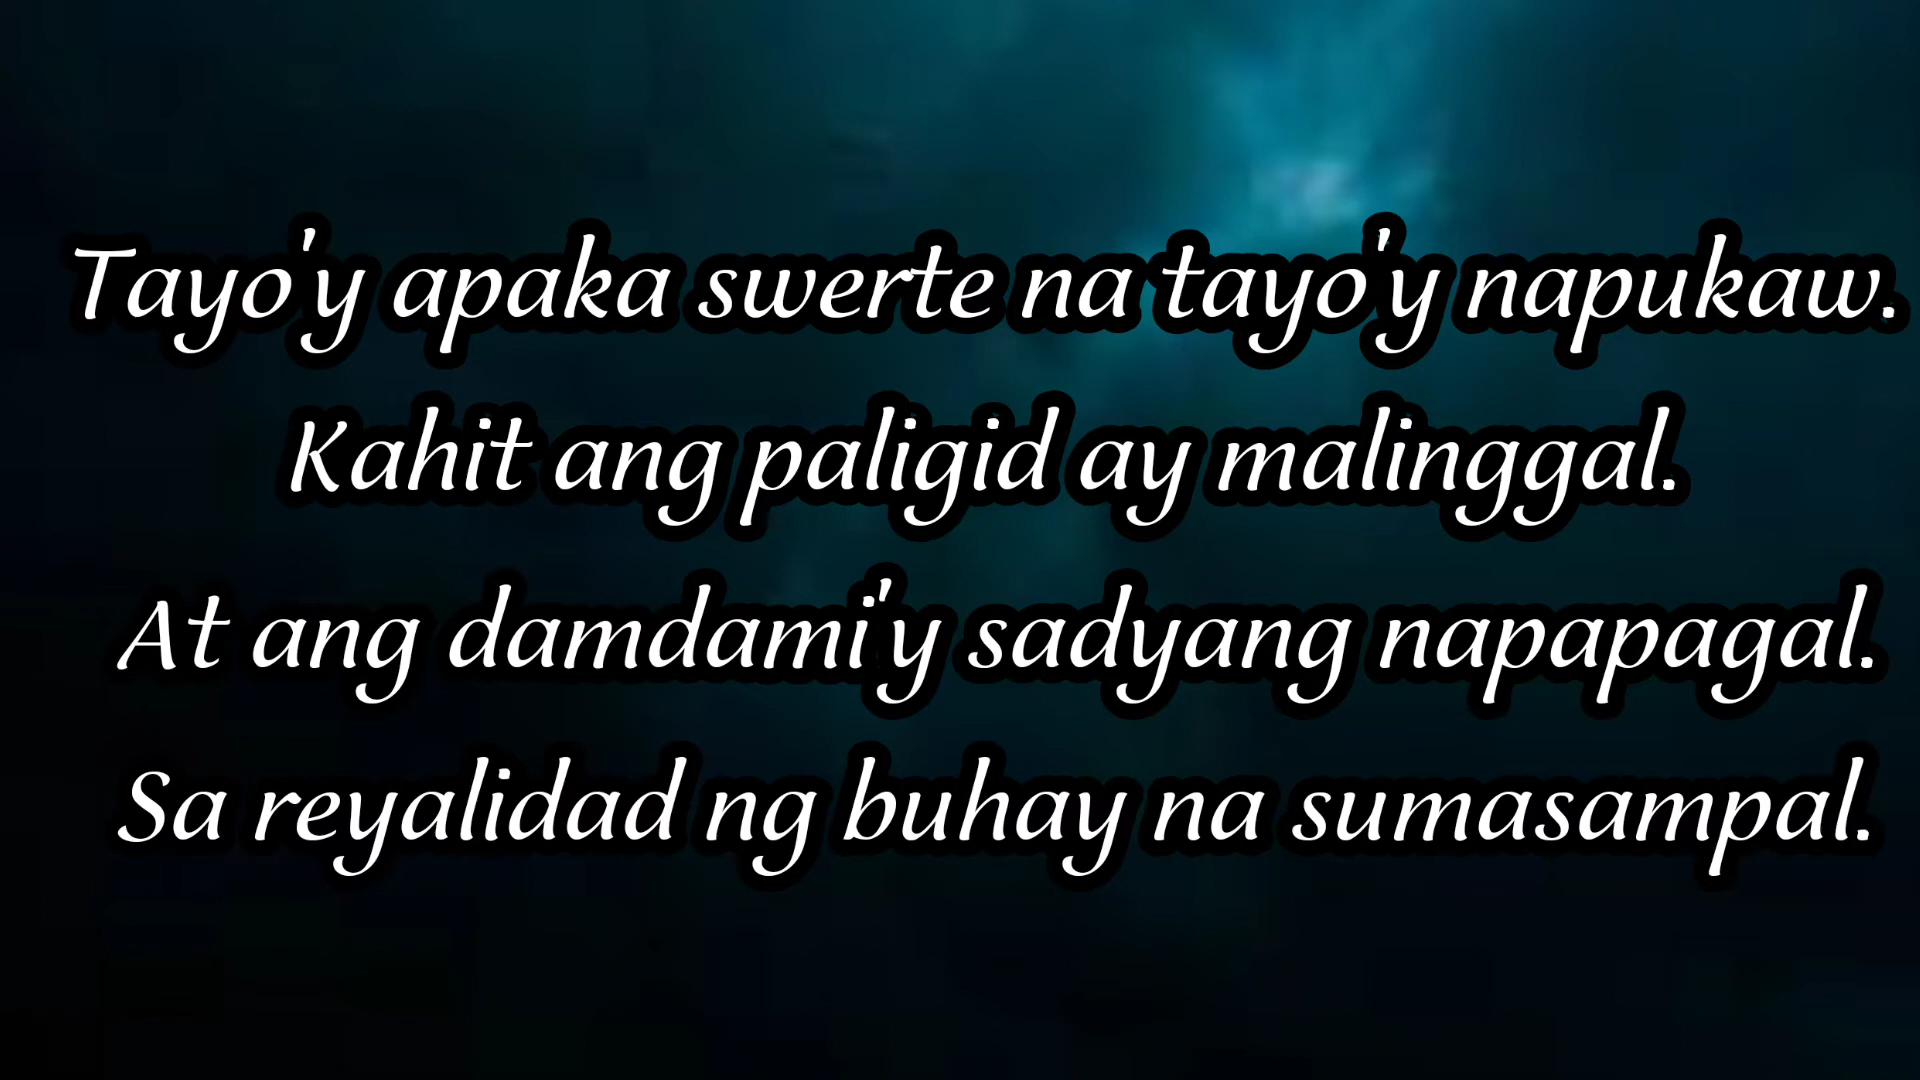 Tayo'y apaka swerte na tayo'y napukaw.
Kahit ang paligid ay malinggal.
At ang damdami'y sadyang napapagal.
Sa reyalidad ng buhay na sumasampal.